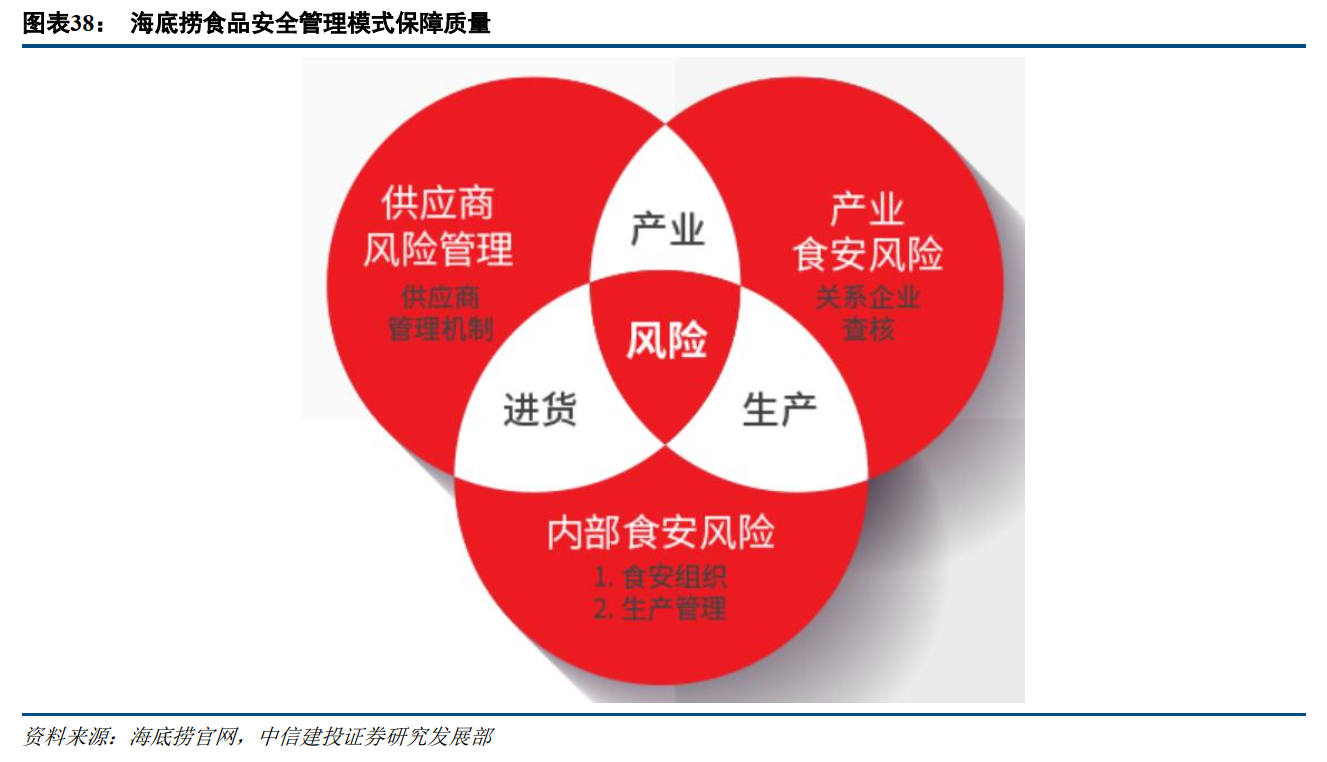 图表38： 海底捞食品安全管理模式保障质量
供应商
风险管理
供应商
管理机制
产业
产业
食安风险
关系企业
查核
风险
进货
生产
内部食安风险
1. 食安组织
2. 生产管理
资料来源：海底捞官网，中信建投证券研究发展部